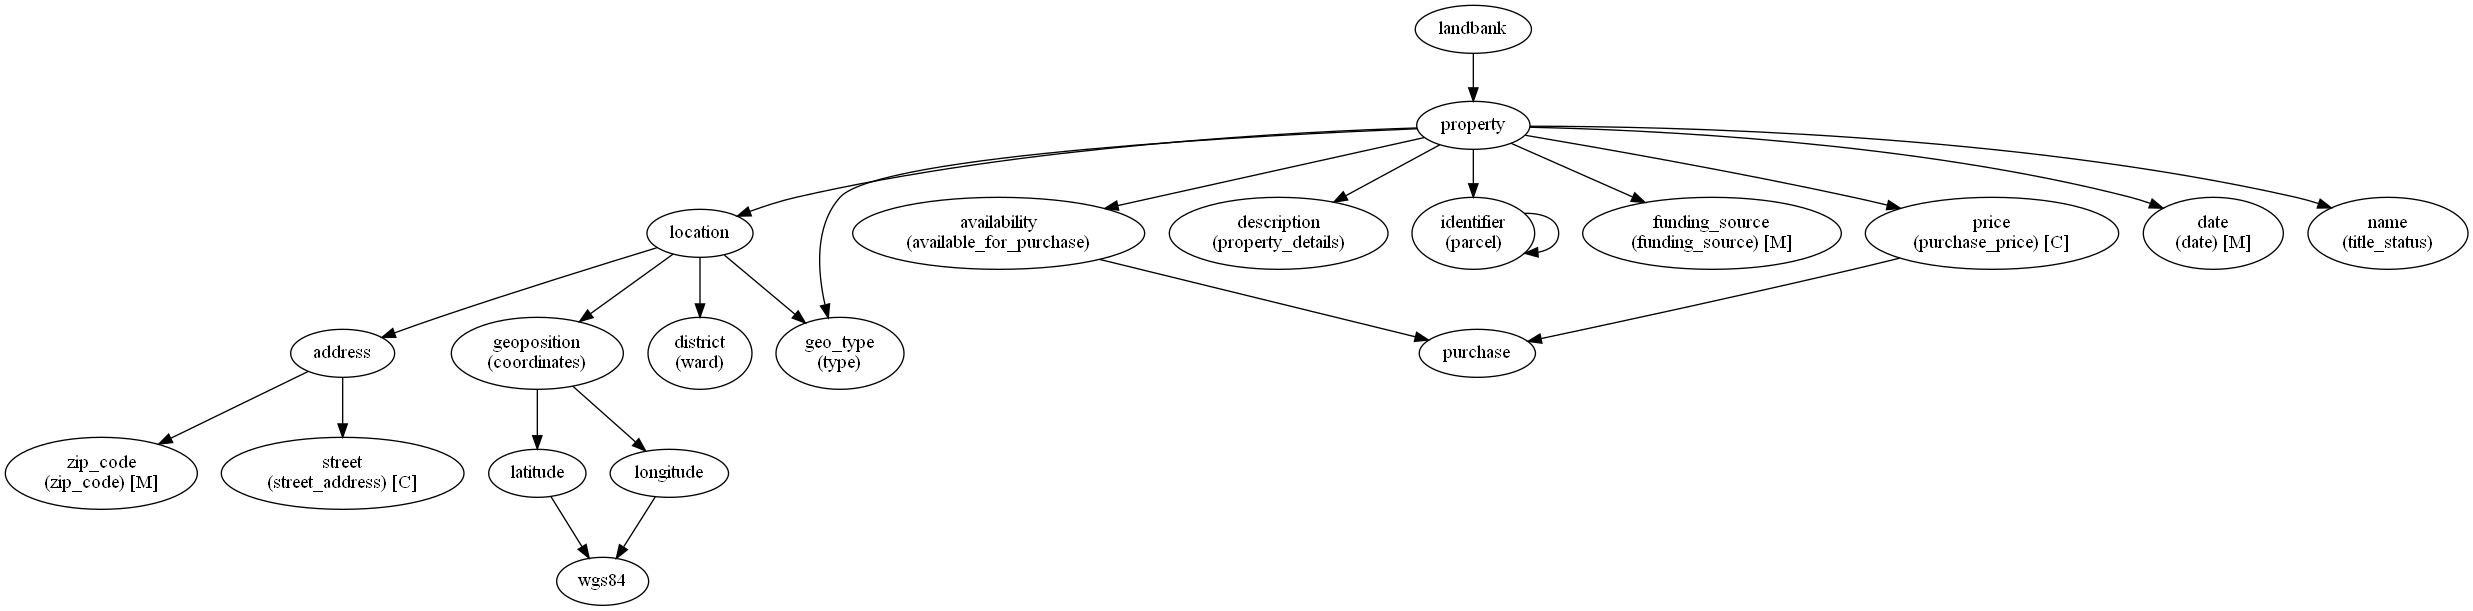 landbank
property
location
availability
(available_for_purchase)
description
(property_details)
identifier
(parcel)
funding_source
(funding_source) [M]
price
(purchase_price) [C]
date
(date) [M]
name
(title_status)
address
geoposition
(coordinates)
district
(ward)
geo_type
(type)
purchase
zip_code
(zip_code) [M]
street
(street_address) [C]
latitude
longitude
wgs84